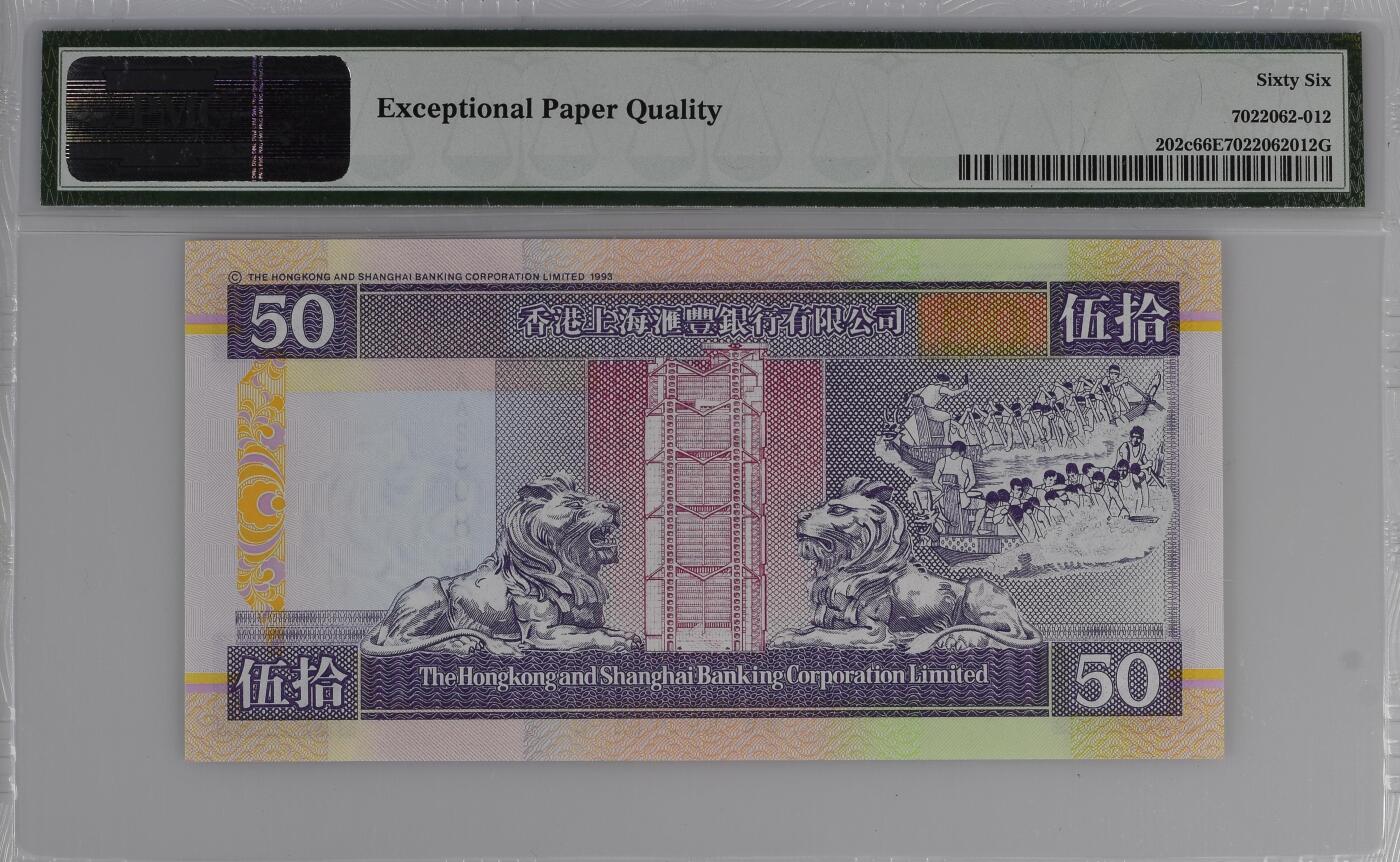 PMG
Exceptional Paper Quality
Sixty Six
7022062-012
202c66E7022062012G
© THE HONGKONG AND SHANGHAI BANKING CORPORATION LIMITED 1993
50
香港上海滙豐銀行有限公司
伍拾
伍拾
The Hongkong and Shanghai Banking Corporation Limited
50